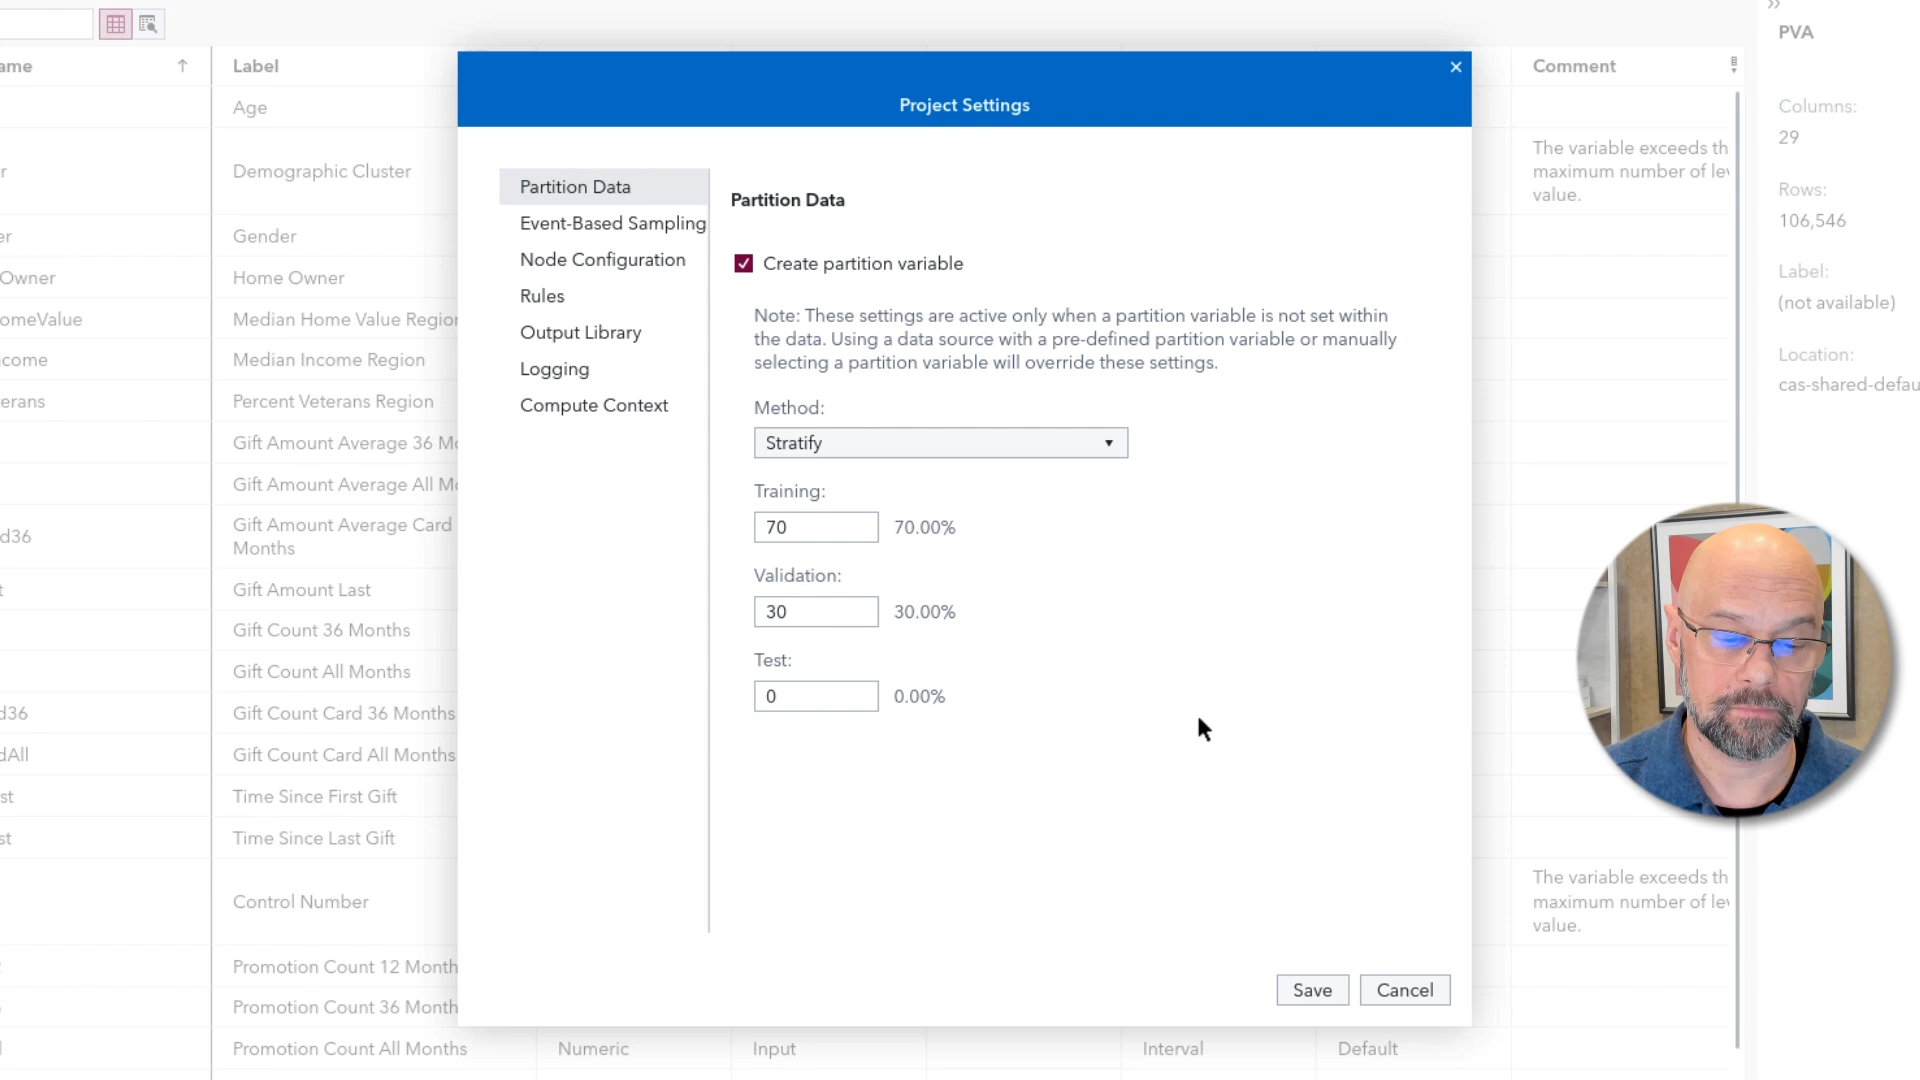 ame ↑ Label Comment
Age
r Demographic Cluster
The variable exceeds th
maximum number of lev
value.
er Gender
Owner Home Owner
omeValue Median Home Value Region
ncome Median Income Region
erans Percent Veterans Region
Gift Amount Average 36 Mo
Gift Amount Average All Mo
d36 Gift Amount Average Card
Months
t Gift Amount Last
Gift Count 36 Months
Gift Count All Months
d36 Gift Count Card 36 Months
dAll Gift Count Card All Months
st Time Since First Gift
st Time Since Last Gift
Control Number
The variable exceeds th
maximum number of lev
value.
Promotion Count 12 Month
Promotion Count 36 Month
l Promotion Count All Months Numeric Input Interval Default
Project Settings
Partition Data
Event-Based Sampling
Node Configuration
Rules
Output Library
Logging
Compute Context
Partition Data
Create partition variable
Note: These settings are active only when a partition variable is not set within
the data. Using a data source with a pre-defined partition variable or manually
selecting a partition variable will override these settings.
Method:
Stratify
Training:
70 70.00%
Validation:
30 30.00%
Test:
0 0.00%
Save Cancel
PVA
Columns:
29
Rows:
106,546
Label:
(not available)
Location:
cas-shared-defau